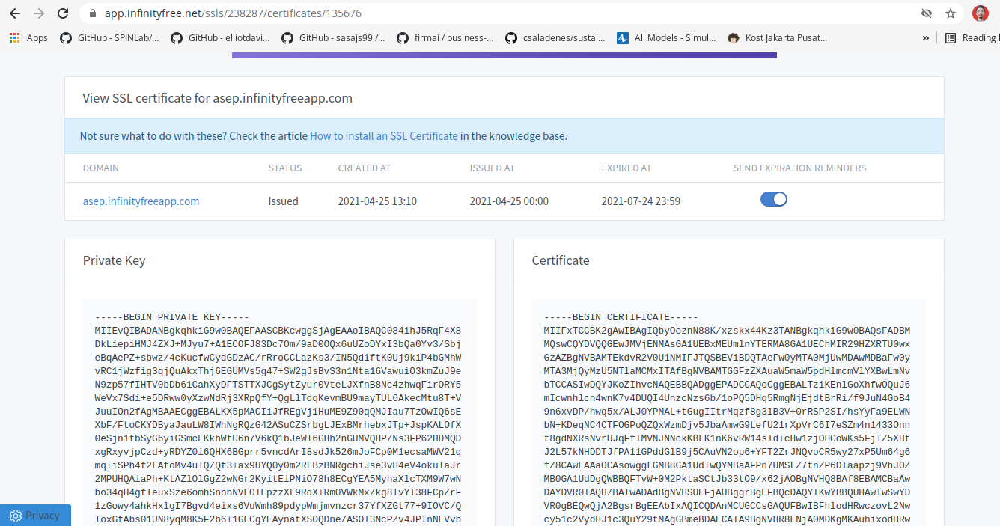 app.infinityfree.net/ssls/238287/certificates/135676
Apps GitHub - SPINLab/... GitHub - elliotdavi... GitHub - sasajs99 /... firmai / business-... csaladenes/sustai... All Models - Simul... Kost Jakarta Pusat... » Reading
View SSL certificate for asep.infinityfreeapp.com
Not sure what to do with these? Check the article How to install an SSL Certificate in the knowledge base.
DOMAIN STATUS CREATED AT ISSUED AT EXPIRED AT SEND EXPIRATION REMINDERS
asep.infinityfreeapp.com Issued 2021-04-25 13:10 2021-04-25 00:00 2021-07-24 23:59
Private Key
-----BEGIN PRIVATE KEY-----
MIIEvQIBADANBgkqhkiG9w0BAQEFAASCBKcwggSjAgEAAoIBAQC084ihJ5RqF4X8
DkLiepiHMJ4ZXJ+MJyu7+A1ECOFJ83Dc7Om/9aD0OQx6uUZoDYxI3bQa0Yv3/Sbj
eBqAePZ+sbwz/4cKucfwCydGDzAC/rRroCCLazKs3/IN5Qd1ftK0Uj9kiP4bGMhW
vRC1jWzfig3qjQuAkxThj6EGUMVs5g47+SW2gJsBvS3n1Nta16VawuiO3kmZuJ9e
N9zp57fIHTV0bDb61CahXyDFTSTTXJCgSytZyur0VteLJXfnB8Nc4zhwqFirORY5
WeVx7Sdi+e5DRww0yXzwNdRj3XRpQfY+QgLlTdqKevmBU9mayTUL6AkecMtu8T+V
JuuIOn2fAgMBAAECggEBALKX5pMACIiJfREgVj1HuME9Z90qQMJIau7TzOwIQ6sE
XbF/FtoCKYDByaJauLW8IWhNgRQzG42ASuCZSrbgLJExBMrhebxJTp+JspKALOfX
0eSjn1tbSyG6yiGSmcEKkhWtU6n7V6kQ1bJeWl6GHh2nGUMVQHP/Ns3FP62HDMQD
xgRxyvjpCzd+yRDYZ0i6QHX6BGprr5vncdArI8sdJk526mJoFCp0M1ecsaMWV21q
mq+iSPh4f2LAfoMv4ulQ/Qf3+ax9UYQ0y0m2RLBzBNRgchiJse3vH4eV4okulaJr
2MPUHQAiaPh+KtAZlOlGgZ2wNGr2KyitEiPNiO78h8ECgYEA5MyhaXlcTXM9W7wN
bo34qH4gfTeuxSze6omhSnbbNVEOlEpzzXL9RdX+Rm0VWkMx/kg8lvYT38FCpZrF
1zGowy4ahkHxlgI7Bgvd4eixs6VuWmh89pdypWmjmvnzcr37YfXZGt77+9IOVC/Q
IoxGfAbs01UN8yqM8K5F2b6+1GECgYEAynatXSOQDne/ASOl3NcPZv4JPInNEVvb
Certificate
-----BEGIN CERTIFICATE-----
MIIFxTCCBK2gAwIBAgIQbyOoznN88K/xzskx44Kz3TANBgkqhkiG9w0BAQsFADBM
MQswCQYDVQQGEwJMVjENMAsGA1UEBxMEUmlnYTERMA8GA1UEChMIR29HZXRTU0wx
GzAZBgNVBAMTEkdvR2V0U1NMIFJTQSBEViBDQTAeFw0yMTA0MjUwMDAwMDBaFw0y
MTA3MjQyMzU5NTlaMCMxITAfBgNVBAMTGGFzZXAuaW5maW5pdHlmcmVlYXBwLmNv
bTCCASIwDQYJKoZIhvcNAQEBBQADggEPADCCAQoCggEBALTziKEnlGoXhfwOQuJ6
mIcwnhlcn4wnK7v4DUQI4UnzcNzs6b/1oPQ5DHq5RmgNjEjdtBrRi/f9JuN4GoB4
9n6xvDP/hwq5x/ALJ0YPMAL+tGugIItrMqzf8g3lB3V+0rRSP2SI/hsYyFa9ELWN
bN+KDeqNC4CTFOGPoQZQxWzmDjv5JbaAmwG9LefU21rXpVrC6I7eSZm4n1433Onn
t8gdNXRsNvrUJqFfIMVNJNNckKBLK1nK6vRW14sld+cHw1zjOHCoWKs5FjlZ5XHt
J2L57kNHDDTJfPA11GPddGlB9j5CAuVN2op6+YFT2ZrJNQvoCR5wy27xP5Um64g6
fZ8CAwEAAaOCAsowggLGMB8GA1UdIwQYMBaAFPn7UMSLZ7tnZP6DIaapzj9VhJOZ
MB0GA1UdDgQWBBQFTvW+0M2PktaSCtJb33tO9/x62jAOBgNVHQ8BAf8EBAMCBaAw
DAYDVR0TAQH/BAIwADAdBgNVHSUEFjAUBggrBgEFBQcDAQYIKwYBBQUHAwIwSwYD
VR0gBEQwQjA2BgsrBgEEAbIxAQICQDAnMCUGCCsGAQUFBwIBFhlodHRwczovL2Nw
cy51c2VydHJ1c3QuY29tMAgGBmeBDAECATA9BgNVHR8ENjA0MDKgMKAuhixodHRw
Privacy